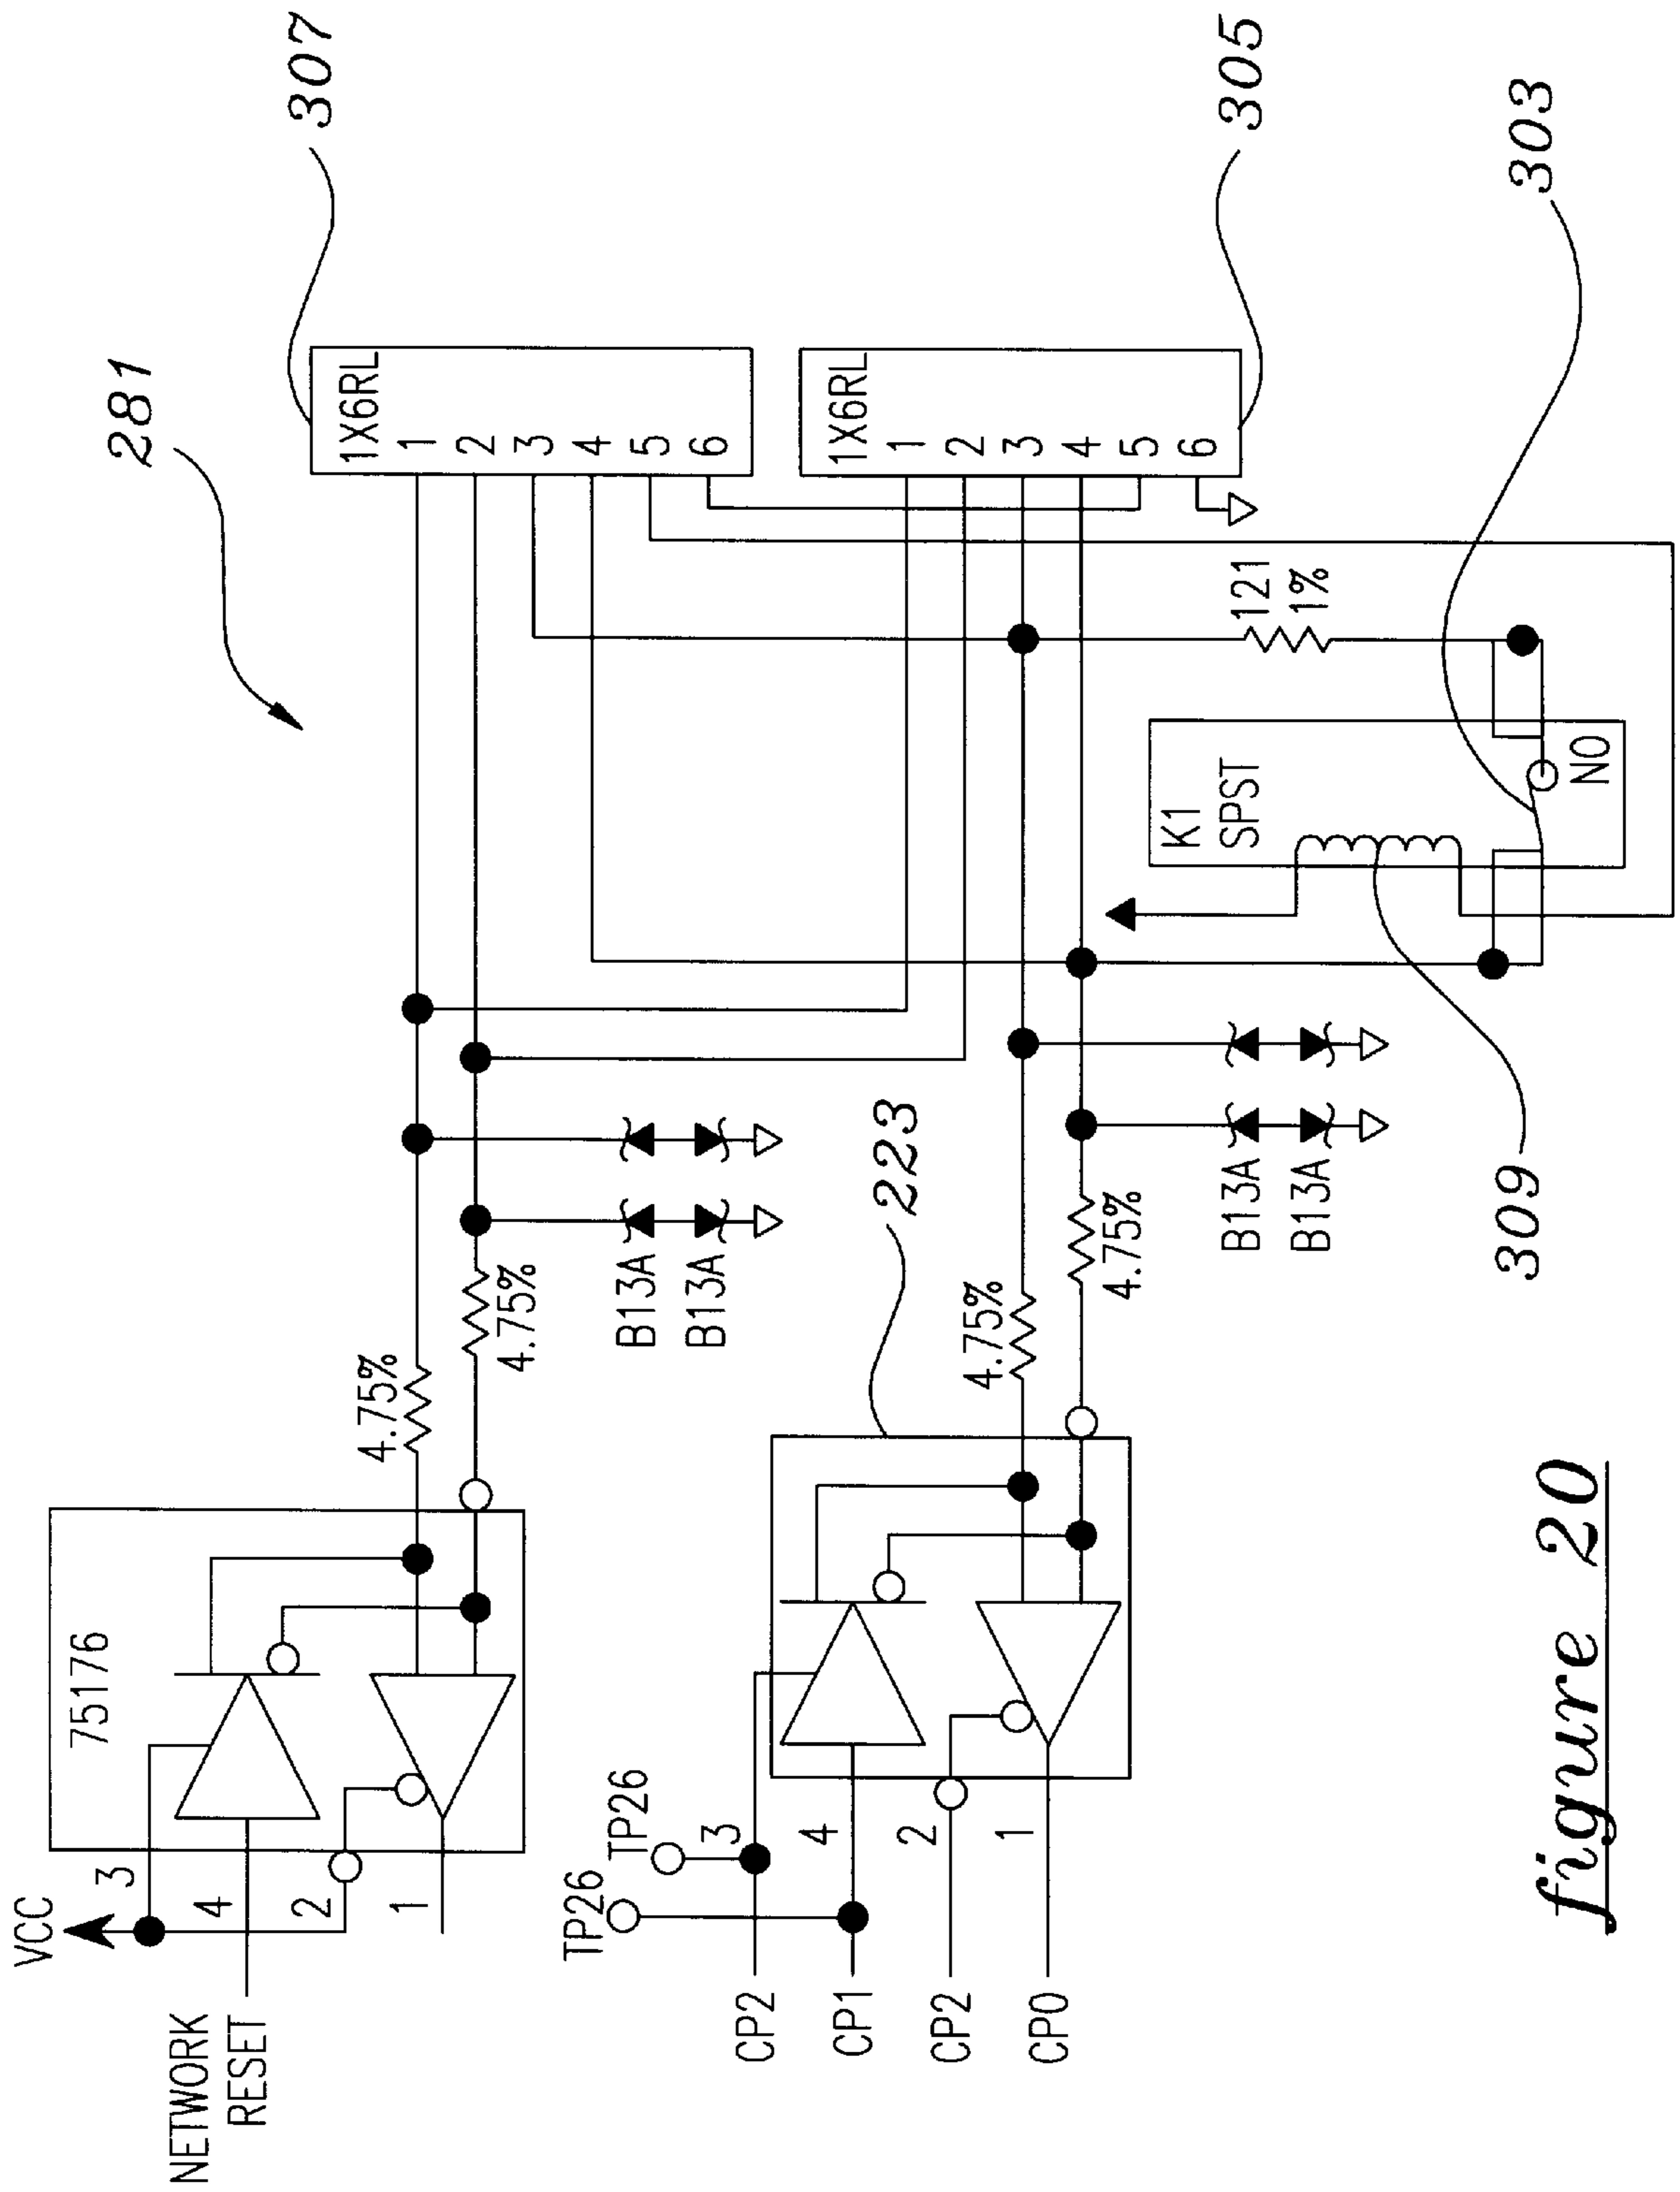 281
307
1X6RL
1
2
3
4
5
6
305
1X6RL
1
2
3
4
5
6
303
121
1%
K1
SPST
NO
309
VCC
75176
3
4
2
1
NETWORK
RESET
4.75%
4.75%
B13A
B13A
223
TP26
TP26
3
4
2
1
CP2
CP1
CP2
CP0
4.75%
4.75%
B13A
B13A
figure 20